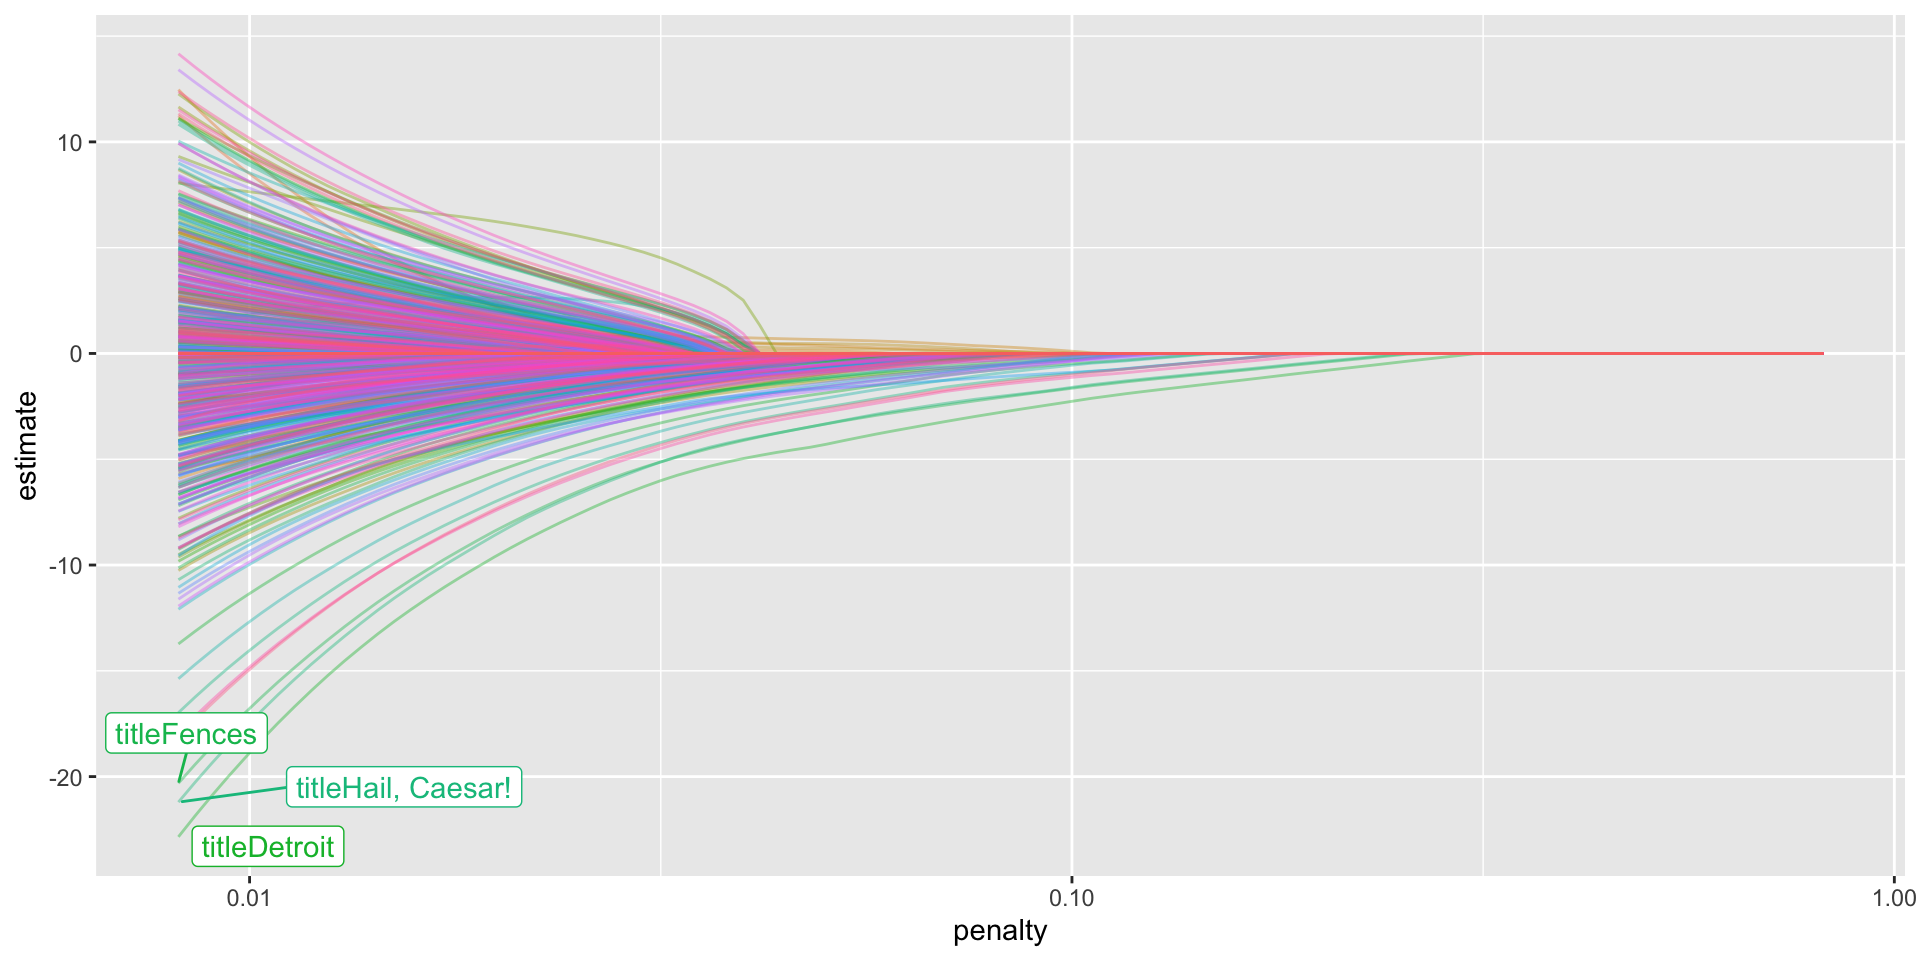 10
0
-10
-20
estimate
titleFences
titleHail, Caesar!
titleDetroit
0.01
0.10
1.00
penalty